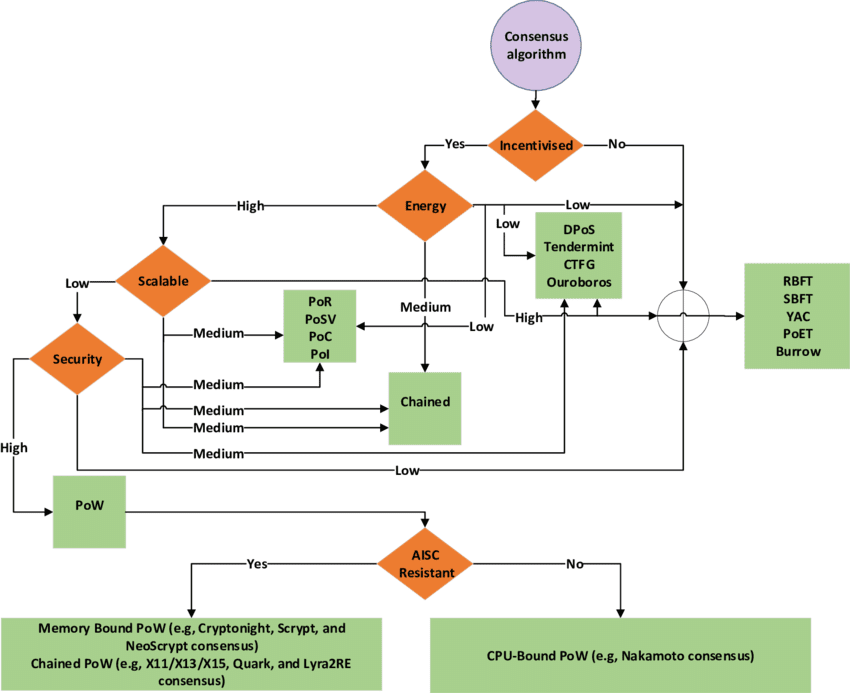 Consensus
algorithm
Yes
Incentivised
No
High
Energy
Low
Low
DPoS
Tendermint
CTFG
Ouroboros
Low
Scalable
PoR
PoSV
PoC
PoI
Medium
Medium
High
Low
RBFT
SBFT
YAC
PoET
Burrow
Security
Medium
Chained
Medium
Medium
Medium
High
Low
PoW
AISC
Resistant
Yes
No
Memory Bound PoW (e.g, Cryptonight, Scrypt, and
NeoScrypt consensus)
Chained PoW (e.g, X11/X13/X15, Quark, and Lyra2RE
consensus)
CPU-Bound PoW (e.g, Nakamoto consensus)